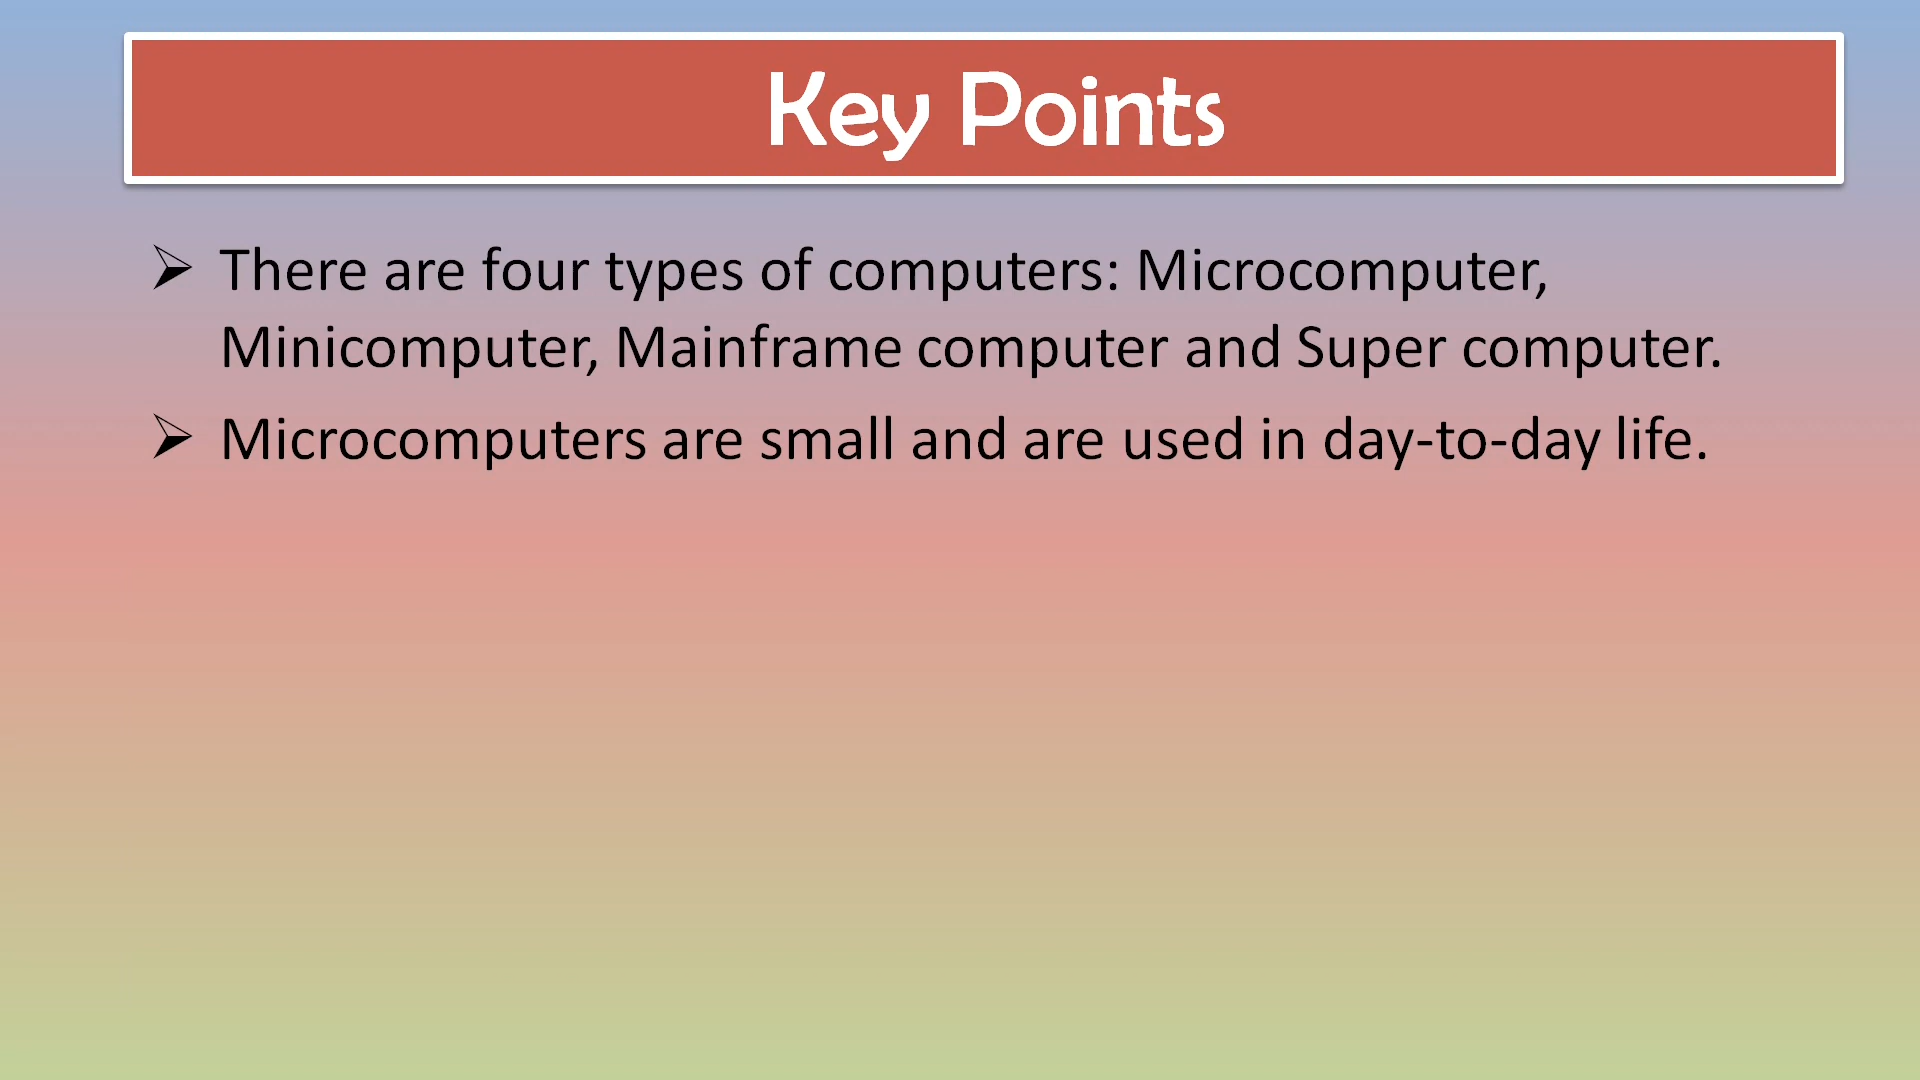 Key Points
➢ There are four types of computers: Microcomputer,
Minicomputer, Mainframe computer and Super computer.
➢ Microcomputers are small and are used in day-to-day life.